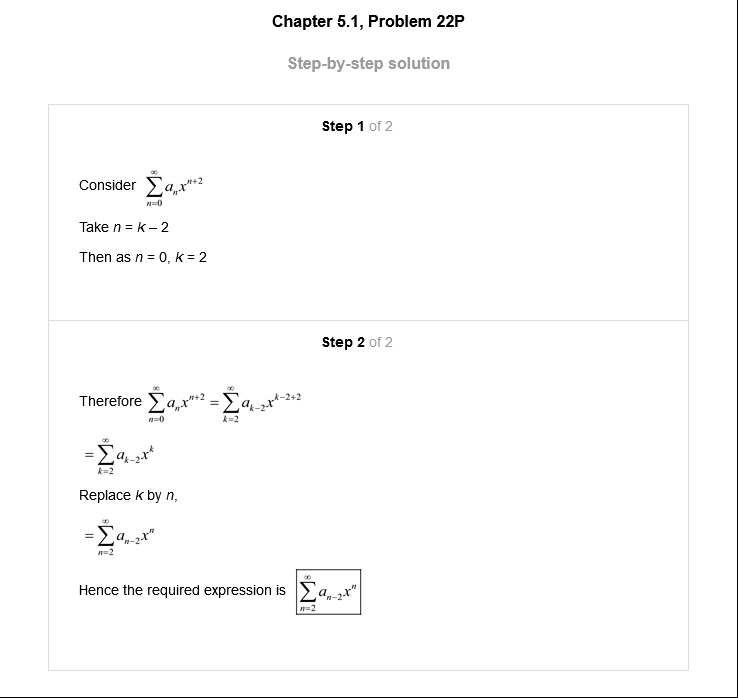 Chapter 5.1, Problem 22P
Step-by-step solution
Step 1 of 2
Consider \sum_{n=0}^{\infty} a_n x^{n+2}
Take n = k – 2
Then as n = 0, k = 2
Step 2 of 2
Therefore \sum_{n=0}^{\infty} a_n x^{n+2} = \sum_{k=2}^{\infty} a_{k-2} x^{k-2+2}
= \sum_{k=2}^{\infty} a_{k-2} x^k
Replace k by n,
= \sum_{n=2}^{\infty} a_{n-2} x^n
Hence the required expression is \sum_{n=2}^{\infty} a_{n-2} x^n